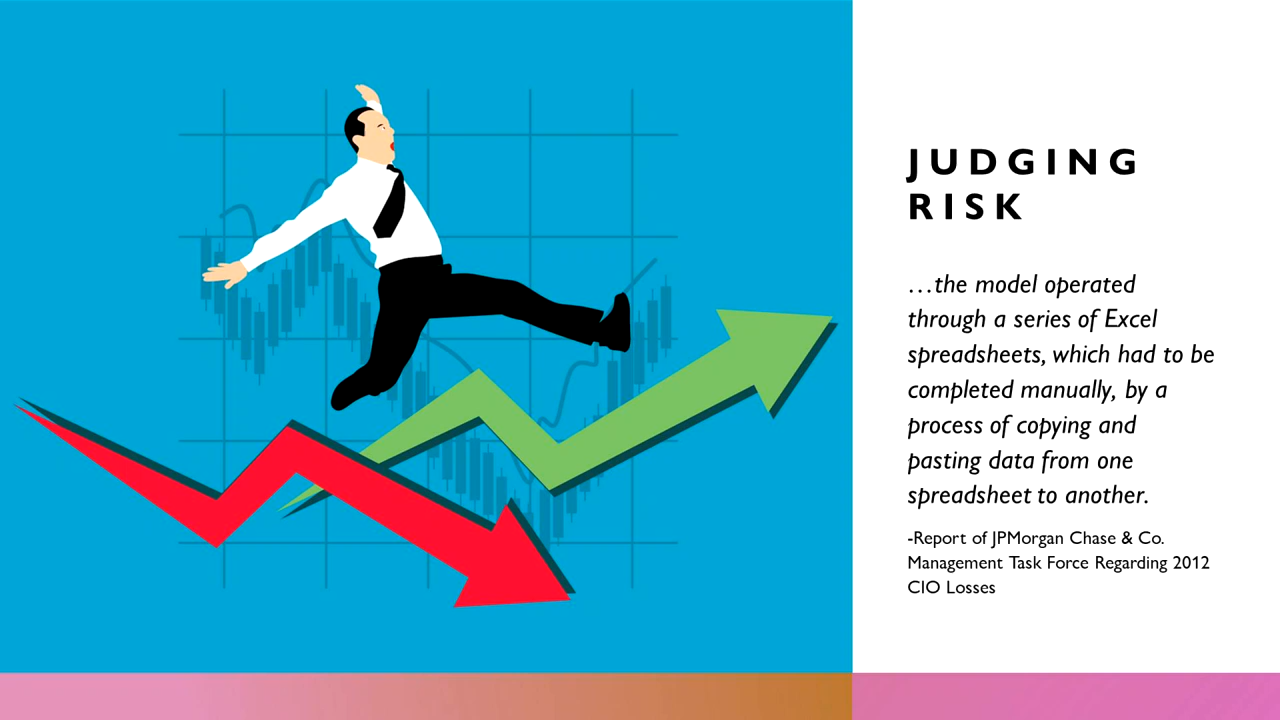 JUDGING
RISK
…the model operated
through a series of Excel
spreadsheets, which had to be
completed manually, by a
process of copying and
pasting data from one
spreadsheet to another.
-Report of JPMorgan Chase & Co.
Management Task Force Regarding 2012
CIO Losses